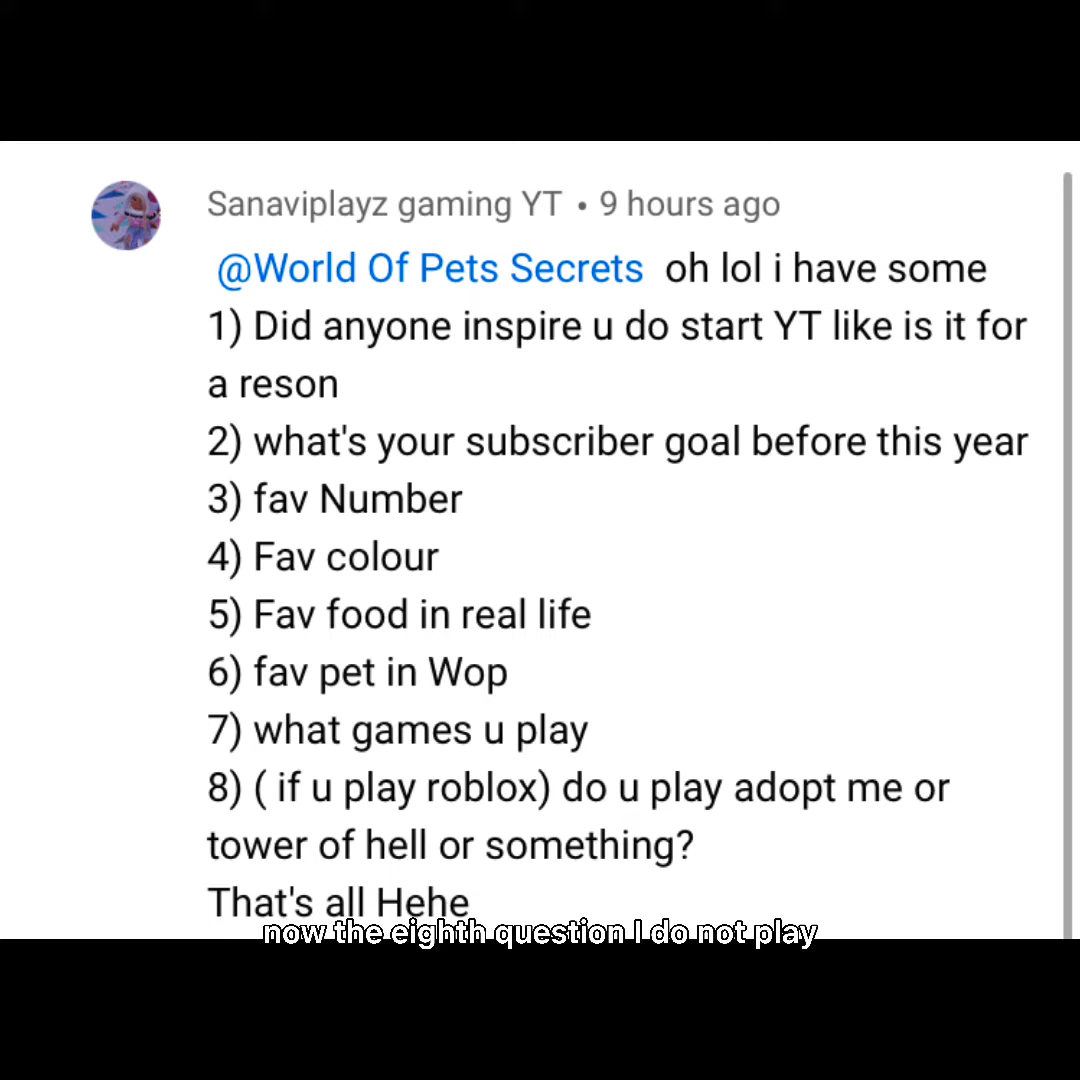 Sanaviplayz gaming YT • 9 hours ago
@World Of Pets Secrets oh lol i have some
1) Did anyone inspire u do start YT like is it for
a reson
2) what's your subscriber goal before this year
3) fav Number
4) Fav colour
5) Fav food in real life
6) fav pet in Wop
7) what games u play
8) ( if u play roblox) do u play adopt me or
tower of hell or something?
That's all Hehe
now the eighth question I do not play